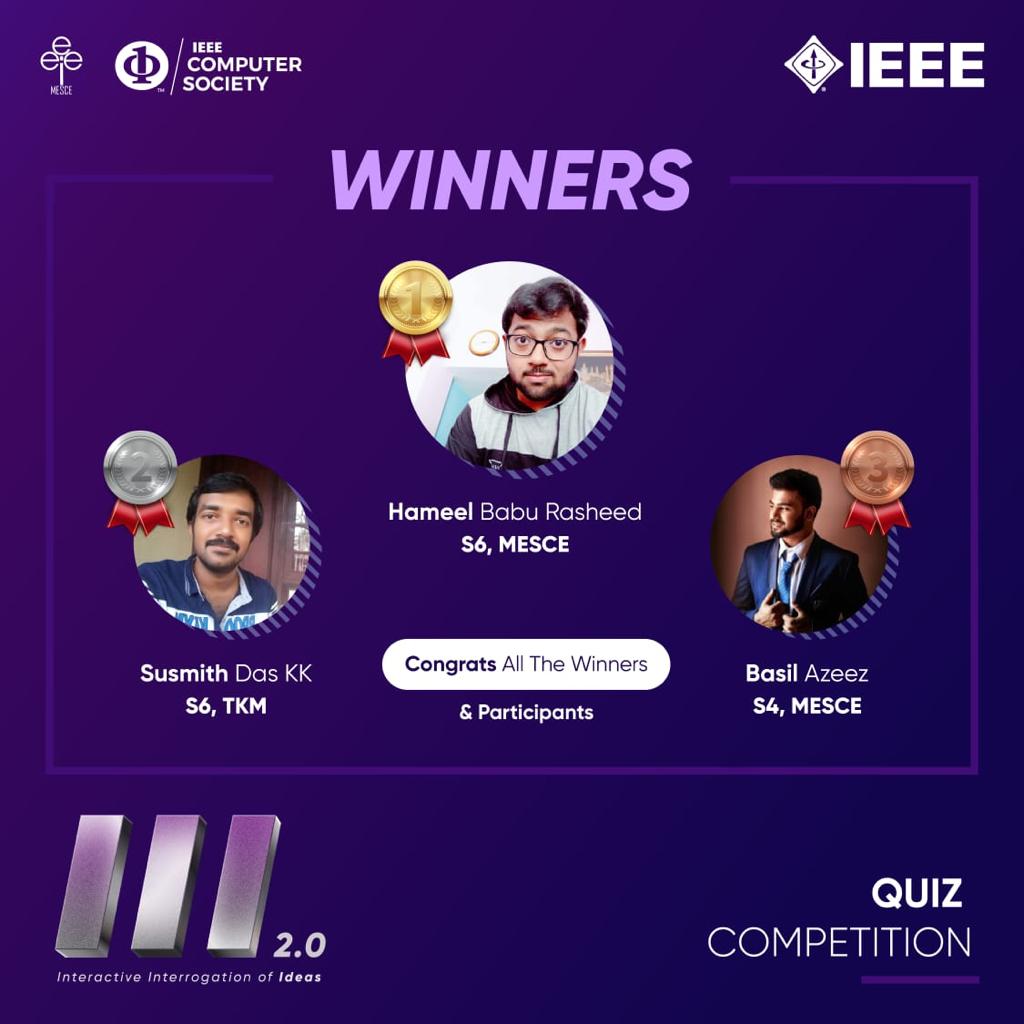 MESCE
IEEE
COMPUTER
SOCIETY
TM
IEEE
WINNERS
1
Hameel Babu Rasheed
S6, MESCE
2
Susmith Das KK
S6, TKM
3
Basil Azeez
S4, MESCE
Congrats All The Winners
& Participants
III 2.0
Interactive Interrogation of Ideas
QUIZ
COMPETITION